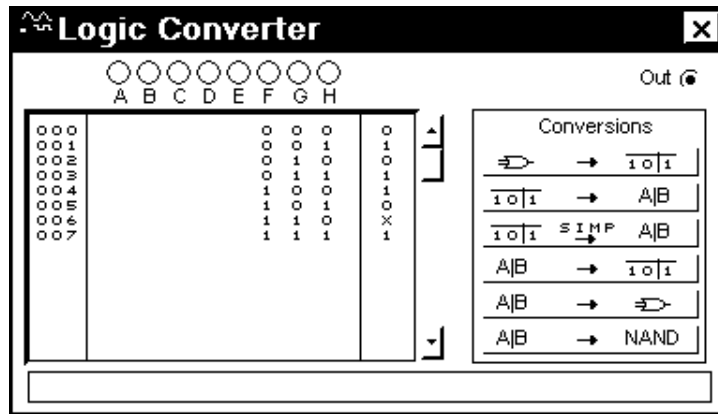 Logic Converter
Out
A B C D E F G H
Conversions
000 0 0 0 0
001 0 0 1 1
002 0 1 0 0
003 0 1 1 1
004 1 0 0 1
005 1 0 1 0
006 1 1 0 X
007 1 1 1 1
→ 1 0 1
1 0 1 → A|B
1 0 1 SIMP → A|B
A|B → 1 0 1
A|B →
A|B → NAND